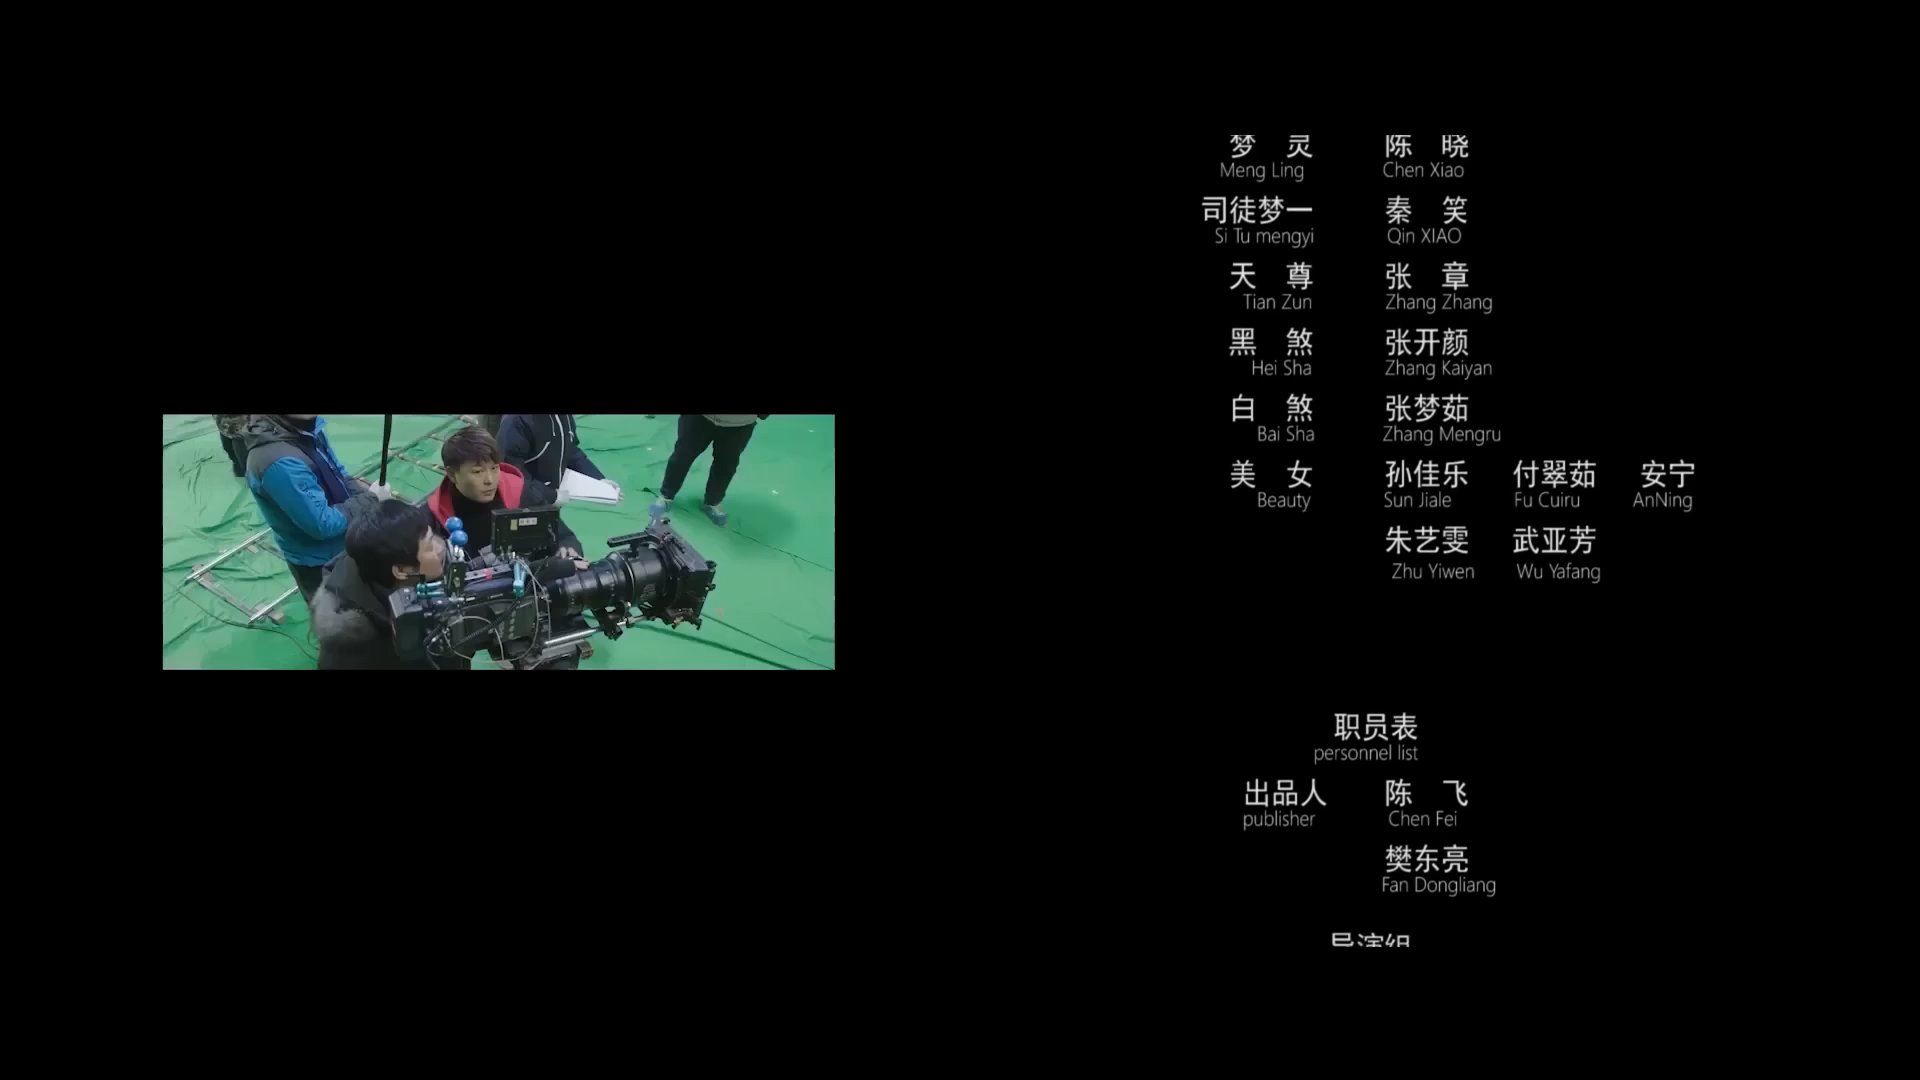 梦 灵 陈 晓
Meng Ling Chen Xiao
司徒梦一 秦 笑
Si Tu mengyi Qin XIAO
天 尊 张 章
Tian Zun Zhang Zhang
黑 煞 张开颜
Hei Sha Zhang Kaiyan
白 煞 张梦茹
Bai Sha Zhang Mengru
美 女 孙佳乐 付翠茹 安宁
Beauty Sun Jiale Fu Cuiru AnNing
朱艺雯 武亚芳
Zhu Yiwen Wu Yafang
职员表
personnel list
出品人 陈 飞
publisher Chen Fei
樊东亮
Fan Dongliang
导演组